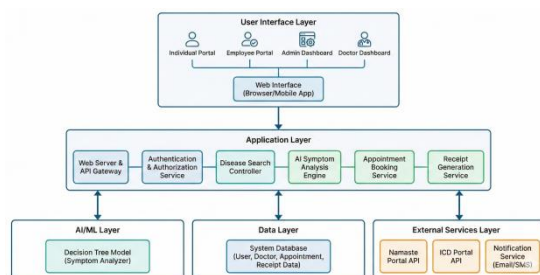 User Interface Layer
Individual Portal
Employee Portal
Admin Dashboard
Doctor Dashboard
Web Interface
(Browser/Mobile App)
Application Layer
Web Server &
API Gateway
Authentication
& Authorization
Service
Disease Search
Controller
AI Symptom
Analysis
Engine
Appointment
Booking
Service
Receipt
Generation
Service
AI/ML Layer
Decision Tree Model
(Symptom Analyzer)
Data Layer
System Database
(User, Doctor, Appointment,
Receipt Data)
External Services Layer
Namaste
Portal API
ICD Portal
API
Notification
Service
(Email/SMS)